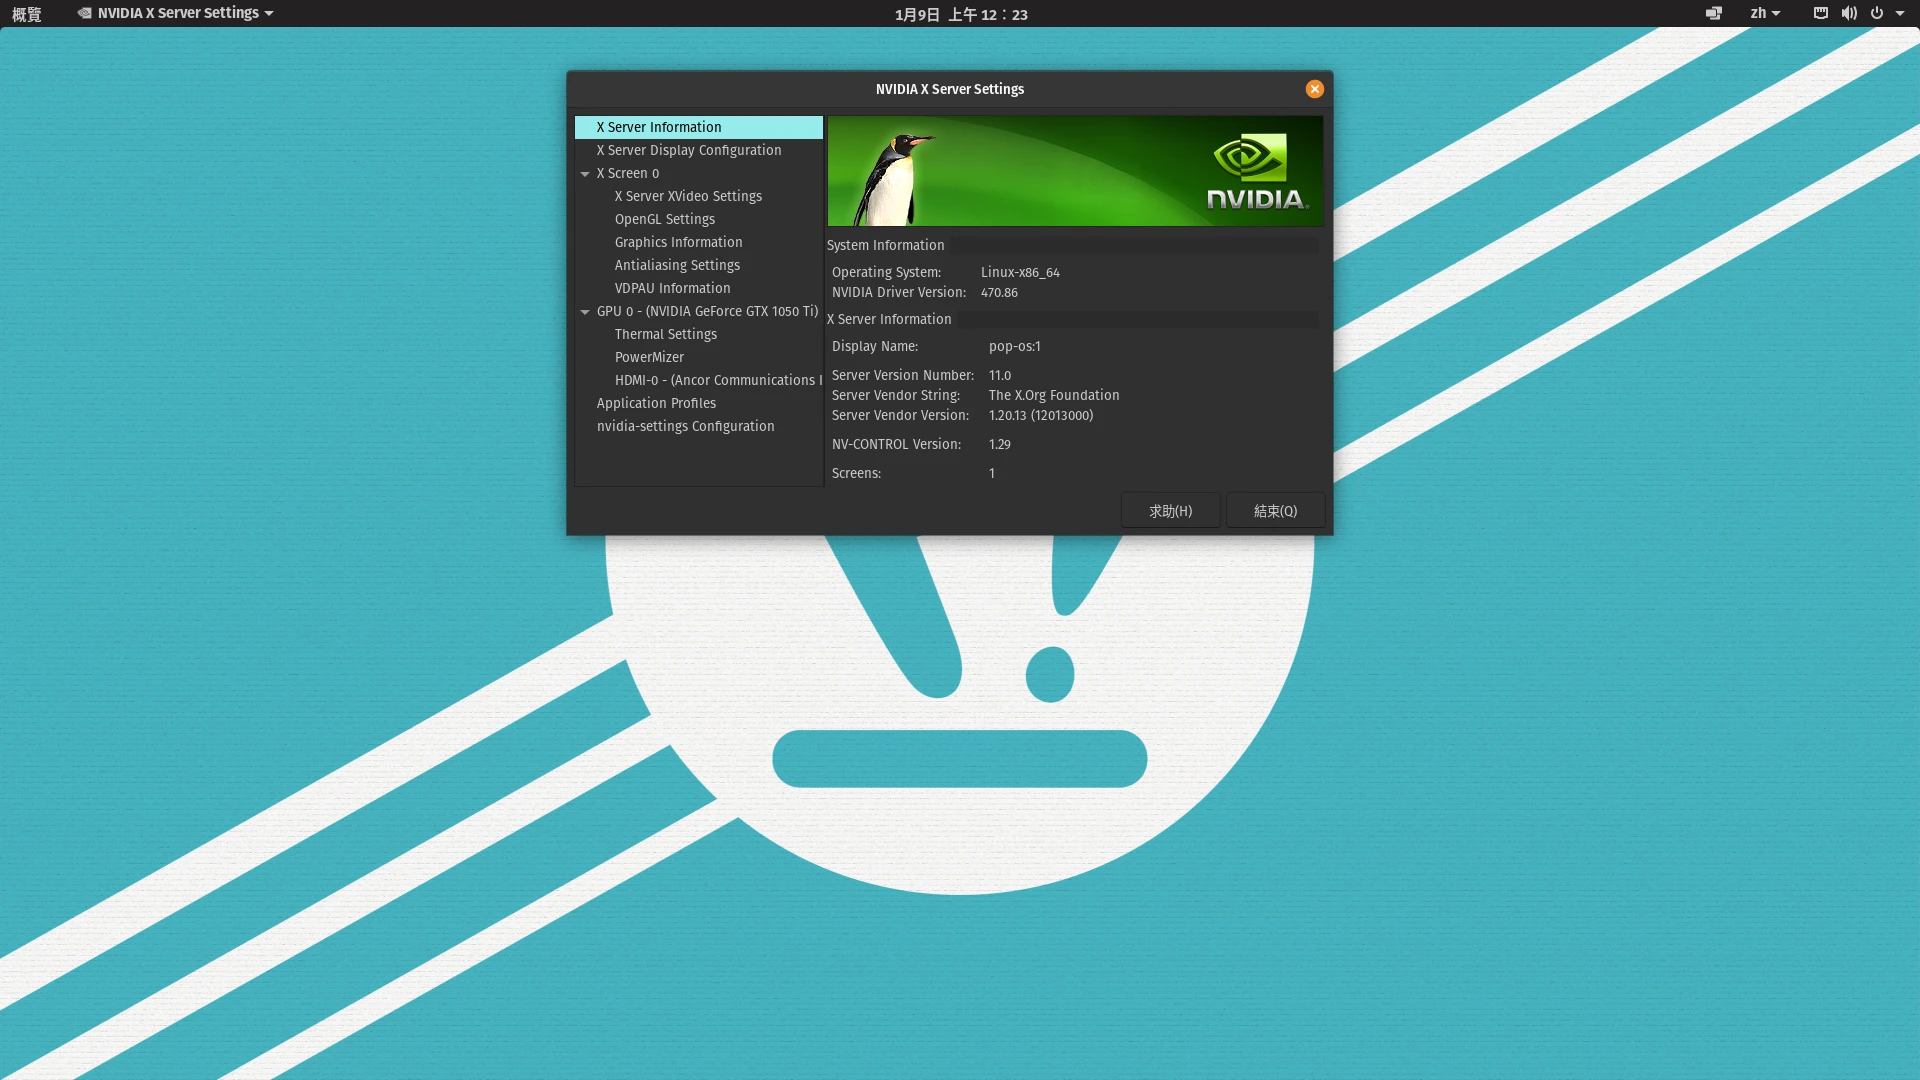 概覽
NVIDIA X Server Settings
1月9日 上午 12：23
zh
NVIDIA X Server Settings
X Server Information
X Server Display Configuration
X Screen 0
X Server XVideo Settings
OpenGL Settings
Graphics Information
Antialiasing Settings
VDPAU Information
GPU 0 - (NVIDIA GeForce GTX 1050 Ti)
Thermal Settings
PowerMizer
HDMI-0 - (Ancor Communications I
Application Profiles
nvidia-settings Configuration
NVIDIA.
System Information
Operating System: Linux-x86_64
NVIDIA Driver Version: 470.86
X Server Information
Display Name: pop-os:1
Server Version Number: 11.0
Server Vendor String: The X.Org Foundation
Server Vendor Version: 1.20.13 (12013000)
NV-CONTROL Version: 1.29
Screens: 1
求助(H)
結束(Q)